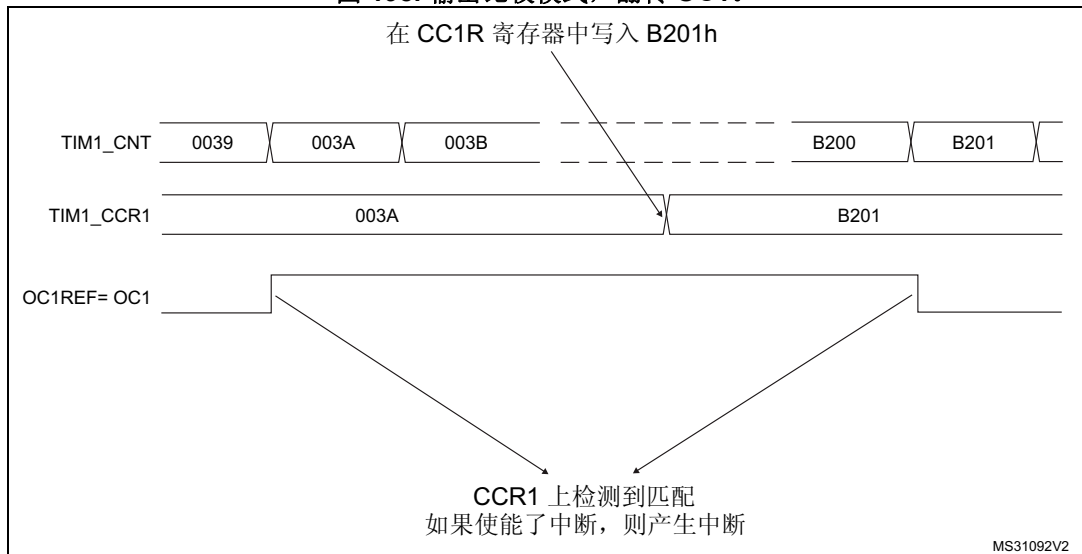 在 CC1R 寄存器中写入 B201h
TIM1_CNT 0039 003A 003B B200 B201
TIM1_CCR1 003A B201
OC1REF= OC1
CCR1 上检测到匹配
如果使能了中断，则产生中断
MS31092V2